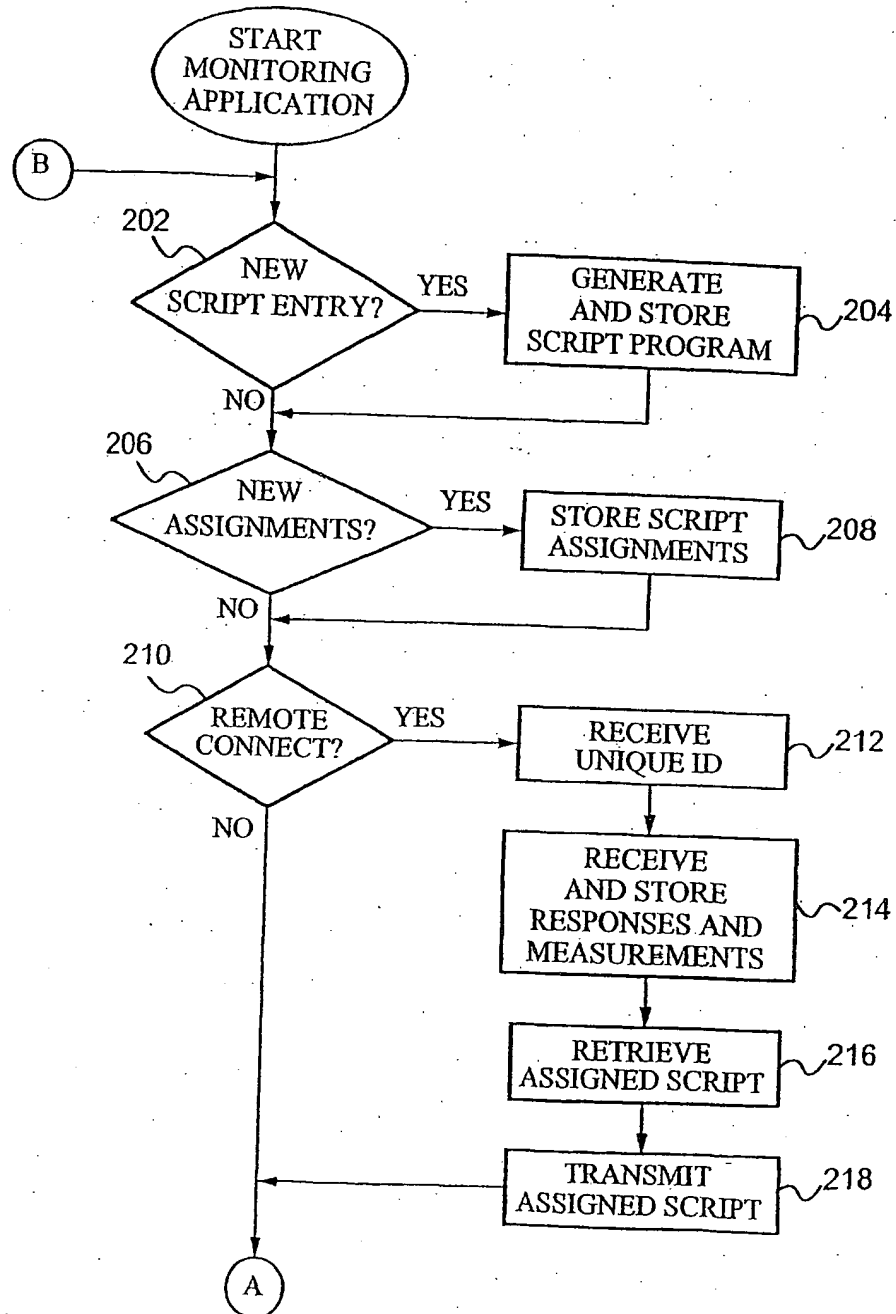 START
MONITORING
APPLICATION
B
202
NEW
SCRIPT ENTRY?
YES
GENERATE
AND STORE
SCRIPT PROGRAM
204
NO
206
NEW
ASSIGNMENTS?
YES
STORE SCRIPT
ASSIGNMENTS
208
NO
210
REMOTE
CONNECT?
YES
RECEIVE
UNIQUE ID
212
NO
RECEIVE
AND STORE
RESPONSES AND
MEASUREMENTS
214
RETRIEVE
ASSIGNED SCRIPT
216
TRANSMIT
ASSIGNED SCRIPT
218
A